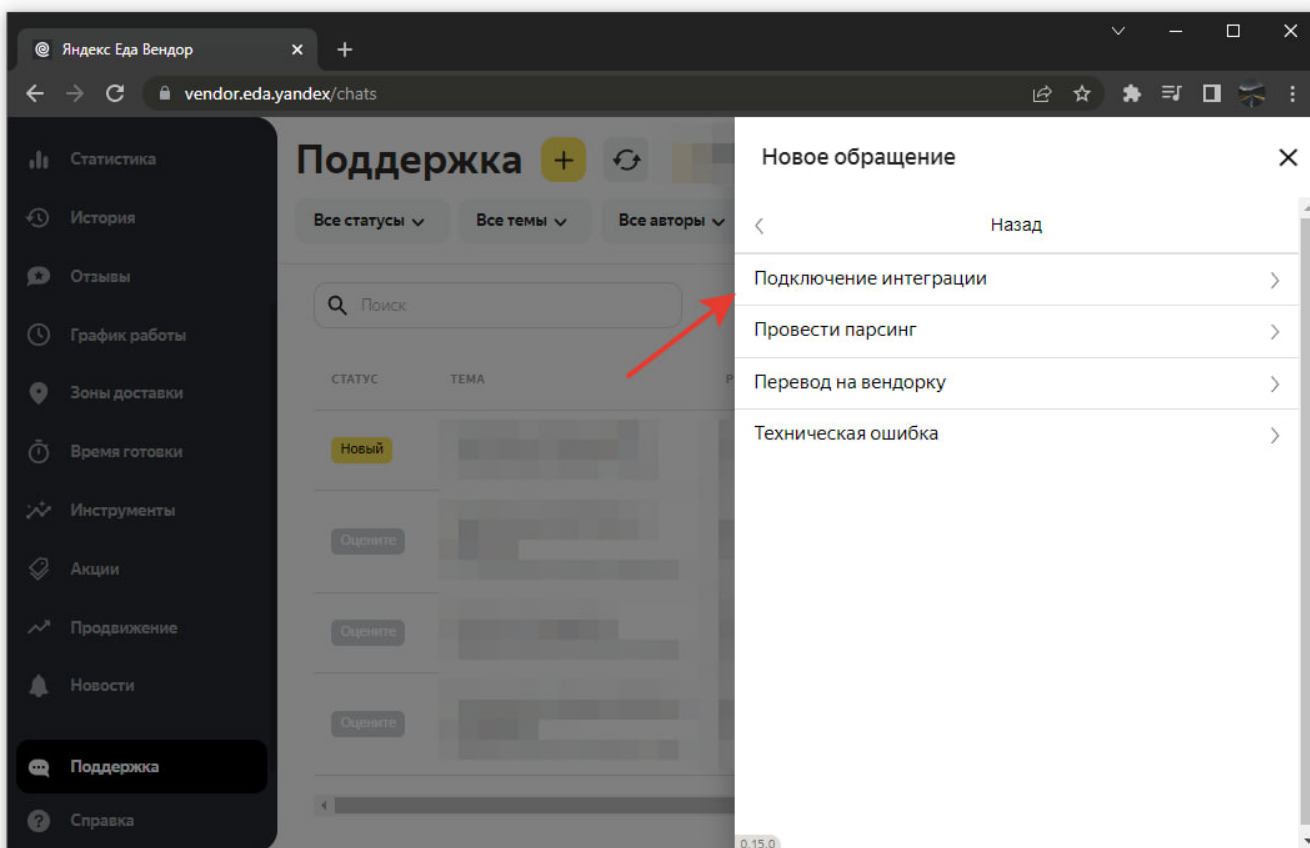 Яндекс Еда Вендор
vendor.eda.yandex/chats
Статистика
История
Отзывы
График работы
Зоны доставки
Время готовки
Инструменты
Акции
Продвижение
Новости
Поддержка
Справка
Поддержка +
Все статусы
Все темы
Все авторы
Поиск
СТАТУС
ТЕМА
Р
Новый
Оцените
Оцените
Оцените
Новое обращение
Назад
Подключение интеграции
Провести парсинг
Перевод на вендорку
Техническая ошибка
0.15.0